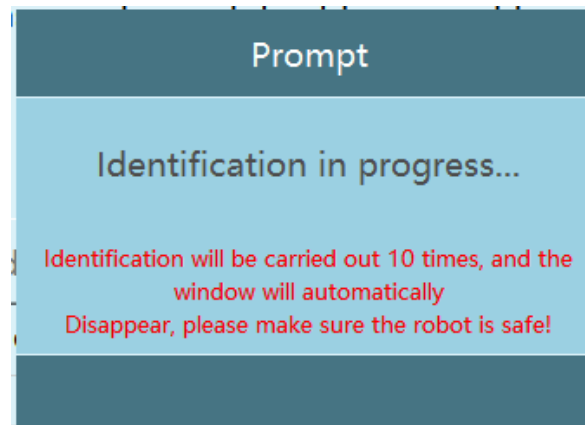 Prompt
Identification in progress...
Identification will be carried out 10 times, and the
window will automatically
Disappear, please make sure the robot is safe!